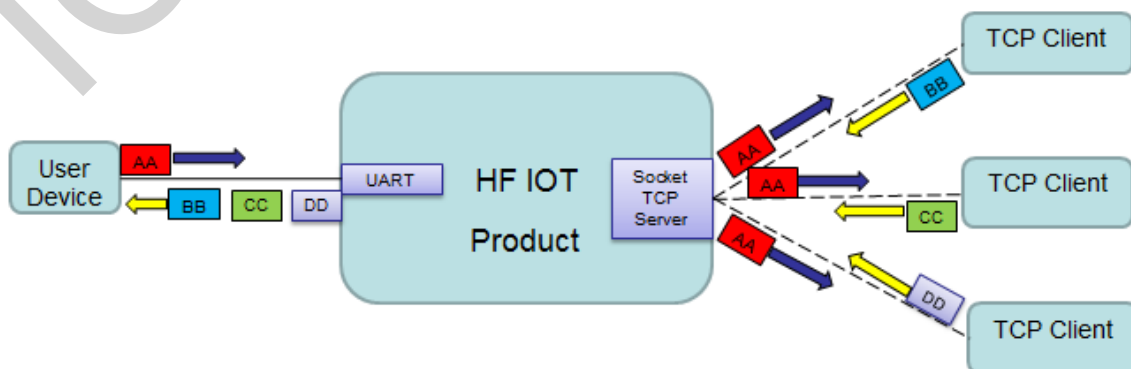 TCP Client
BB
AA
User
Device
AA
BB
CC
DD
UART
HF IOT
Product
Socket
TCP
Server
AA
AA
CC
TCP Client
DD
TCP Client